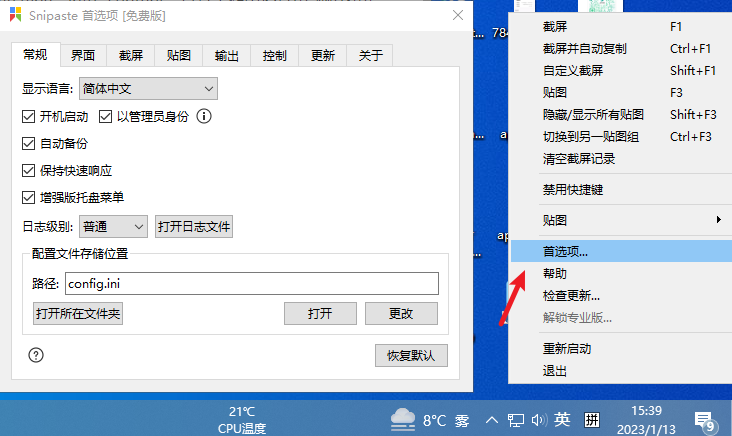 Snipaste 首选项 [免费版]
常规 界面 截屏 贴图 输出 控制 更新 关于
显示语言: 简体中文
开机启动 以管理员身份
自动备份
保持快速响应
增强版托盘菜单
日志级别: 普通 打开日志文件
配置文件存储位置
路径: config.ini
打开所在文件夹 打开 更改
恢复默认
784
截屏 F1
截屏并自动复制 Ctrl+F1
自定义截屏 Shift+F1
贴图 F3
隐藏/显示所有贴图 Shift+F3
切换到另一贴图组 Ctrl+F3
清空截屏记录
禁用快捷键
贴图
首选项...
帮助
检查更新...
解锁专业版...
重新启动
退出
21℃
CPU温度
8°C 雾
英 拼
15:39
2023/1/13
9